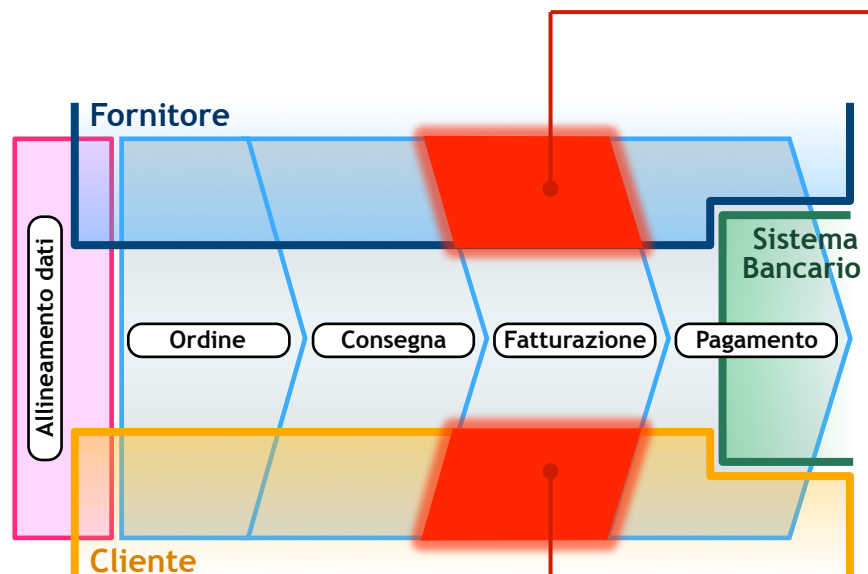 Fornitore
Allineamento dati
Sistema
Bancario
Ordine
Consegna
Fatturazione
Pagamento
Cliente